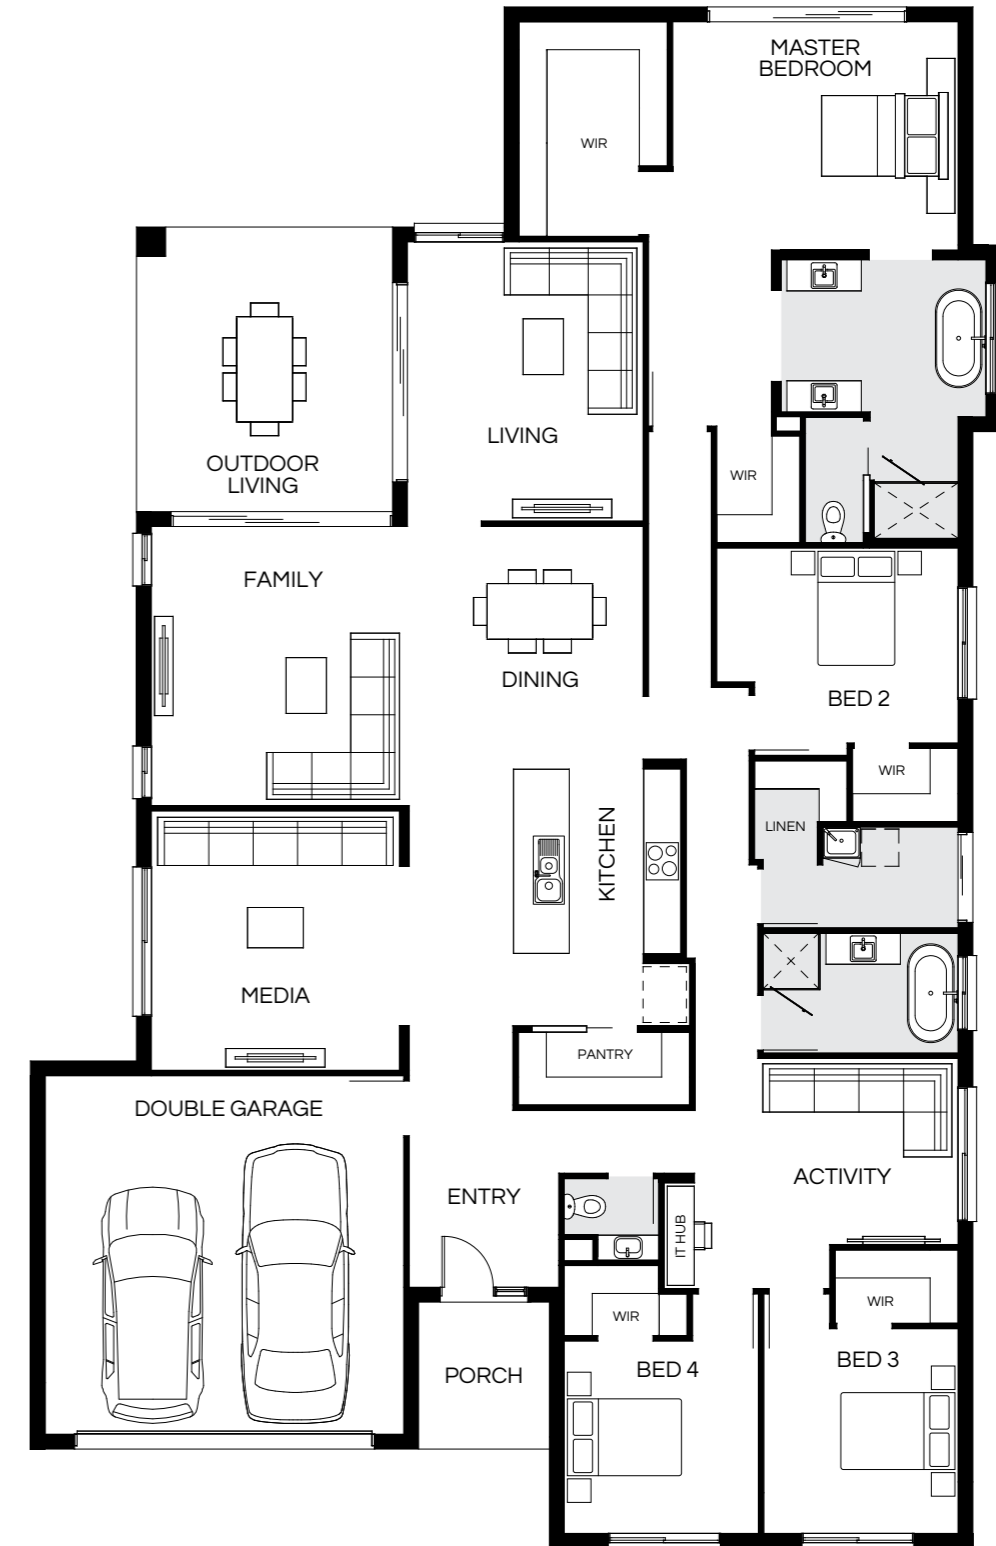 MASTER
BEDROOM
WIR
LIVING
OUTDOOR
LIVING
WIR
FAMILY
DINING
BED 2
WIR
LINEN
KITCHEN
MEDIA
PANTRY
DOUBLE GARAGE
ENTRY
ACTIVITY
IT HUB
WIR
WIR
BED 4
BED 3
PORCH